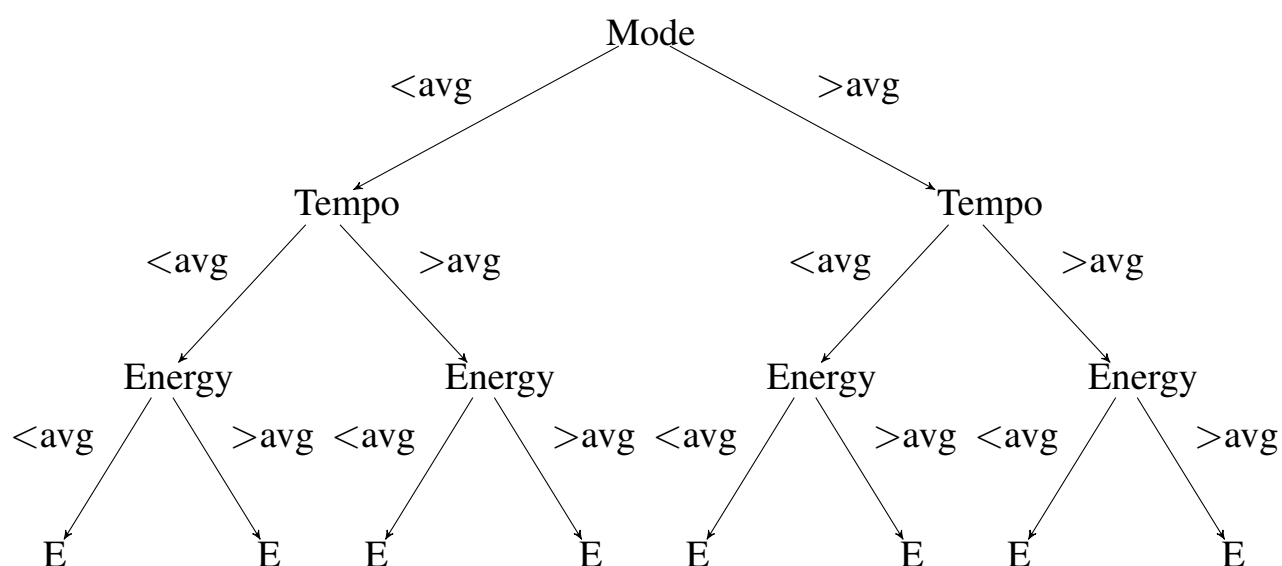 Mode
<avg >avg
Tempo Tempo
<avg >avg <avg >avg
Energy Energy Energy Energy
<avg >avg <avg >avg <avg >avg <avg >avg
E E E E E E E E